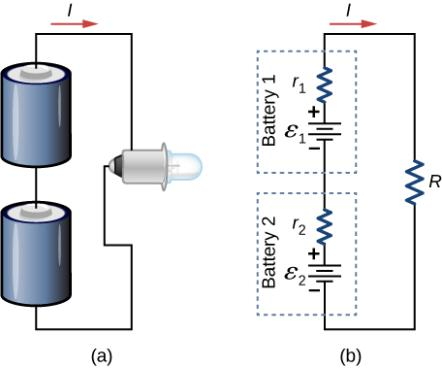 I
(a)
I
Battery 1
r₁
+
ε₁
−
Battery 2
r₂
+
ε₂
−
R
(b)